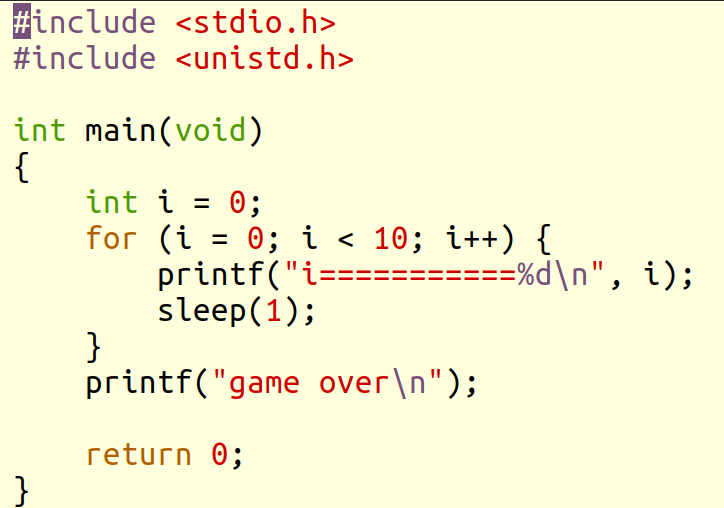 #include <stdio.h>
#include <unistd.h>
int main(void)
{
    int i = 0;
    for (i = 0; i < 10; i++) {
        printf("i===========%d\n", i);
        sleep(1);
    }
    printf("game over\n");
    return 0;
}